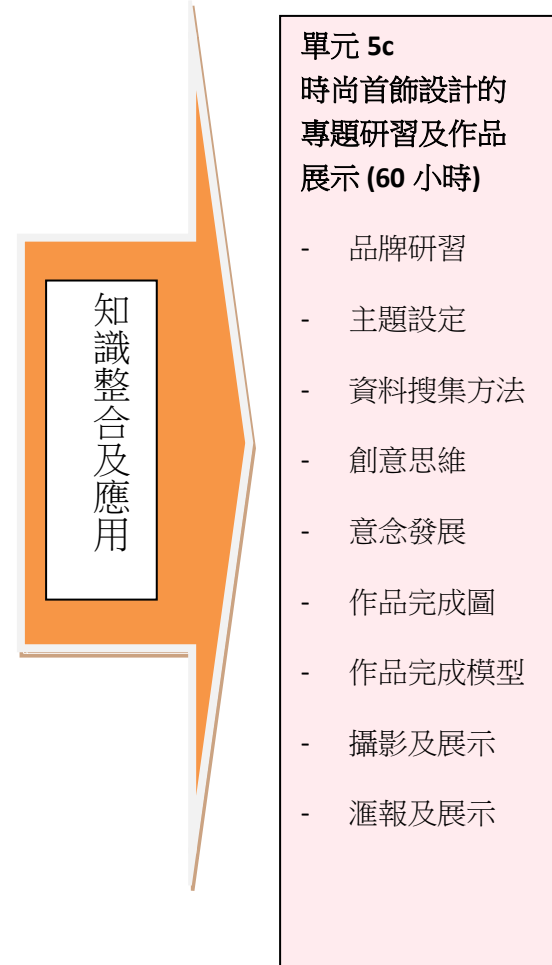 知識整合及應用
單元 5c
時尚首飾設計的
專題研習及作品
展示 (60 小時)
- 品牌研習
- 主題設定
- 資料搜集方法
- 創意思維
- 意念發展
- 作品完成圖
- 作品完成模型
- 攝影及展示
- 滙報及展示